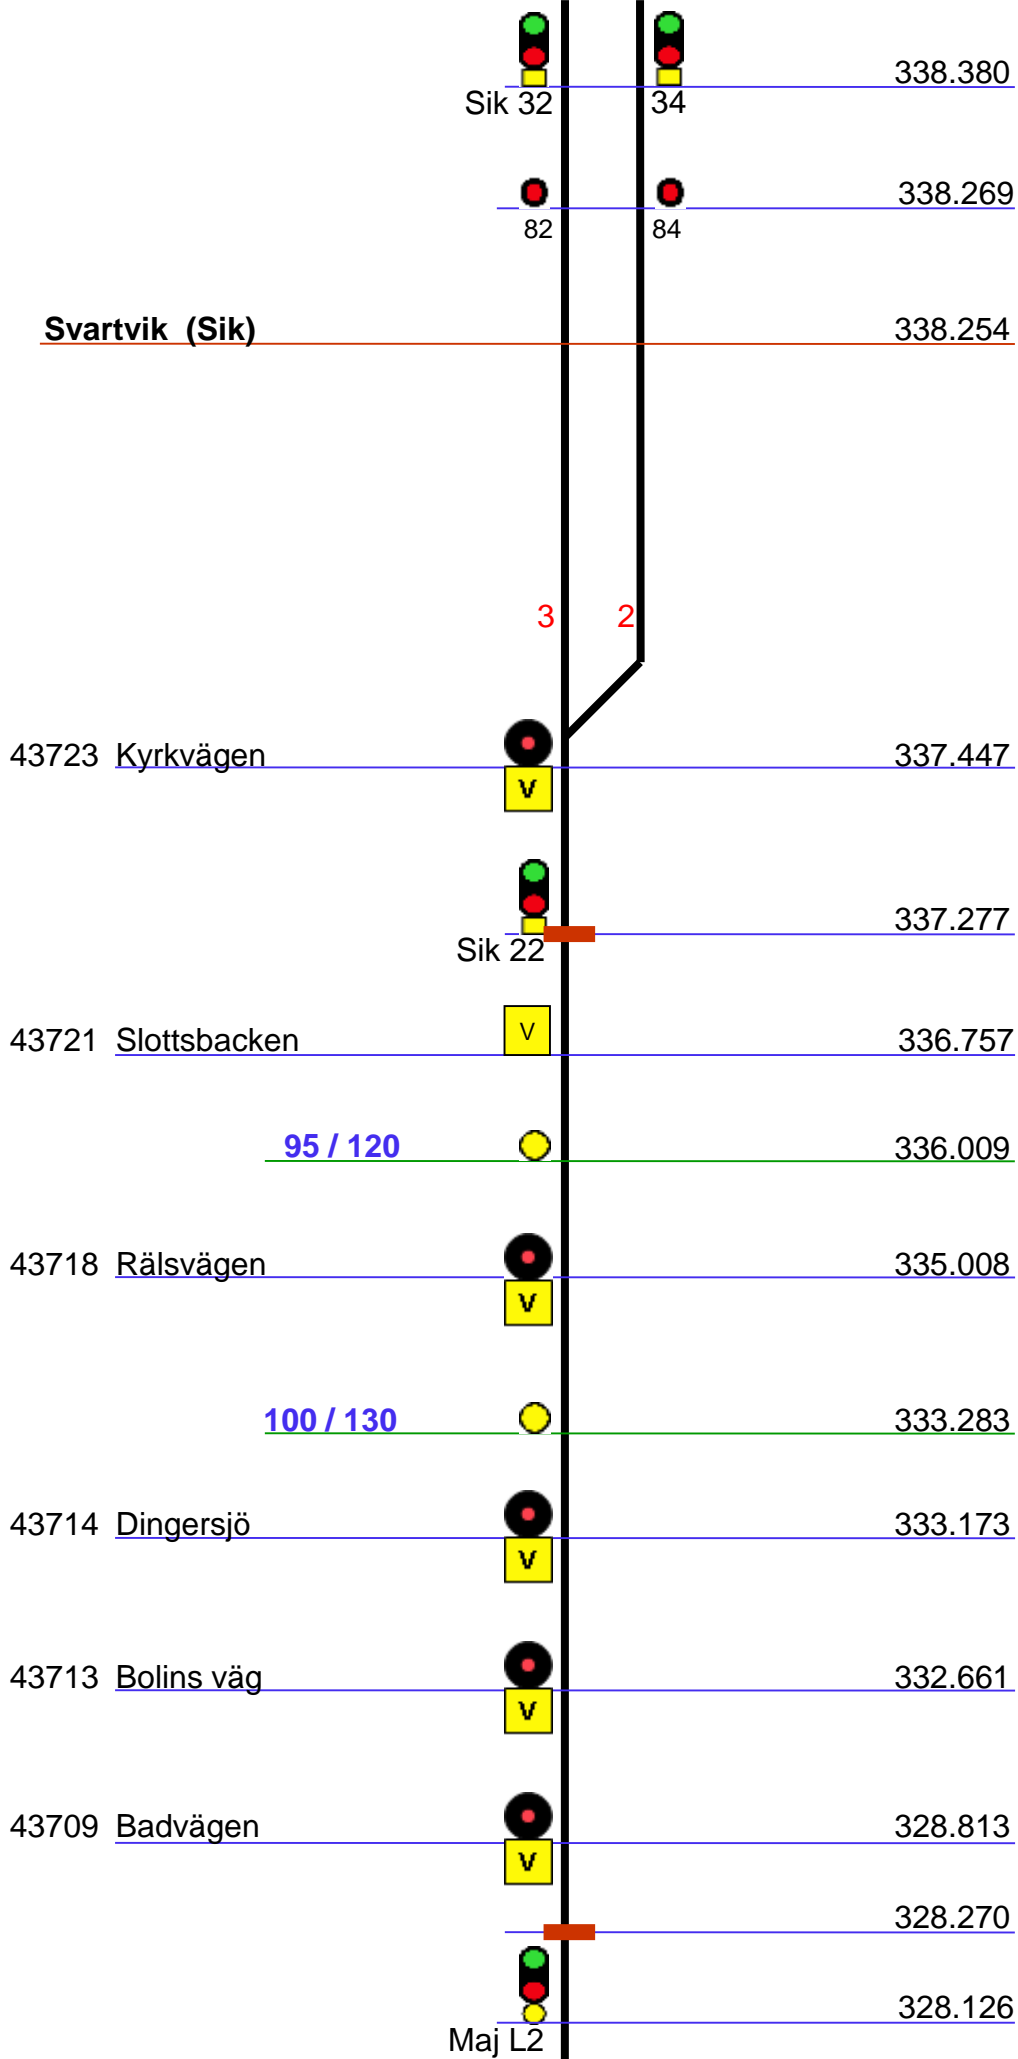 338.380
Sik 32 34
338.269
82 84
Svartvik (Sik) 338.254
3 2
43723 Kyrkvägen 337.447
V
337.277
Sik 22
43721 Slottsbacken V 336.757
95 / 120 336.009
43718 Rälsvägen 335.008
V
100 / 130 333.283
43714 Dingersjö 333.173
V
43713 Bolins väg 332.661
V
43709 Badvägen 328.813
V
328.270
328.126
Maj L2